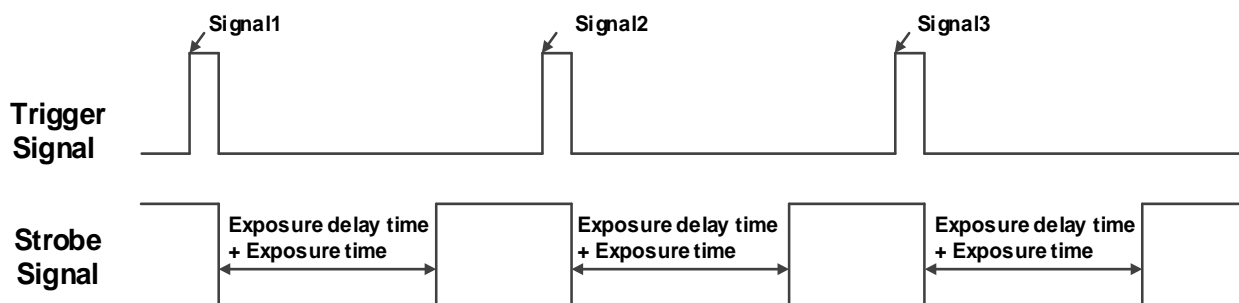 Signal1
Signal2
Signal3
Trigger
Signal
Exposure delay time
+ Exposure time
Exposure delay time
+ Exposure time
Exposure delay time
+ Exposure time
Strobe
Signal